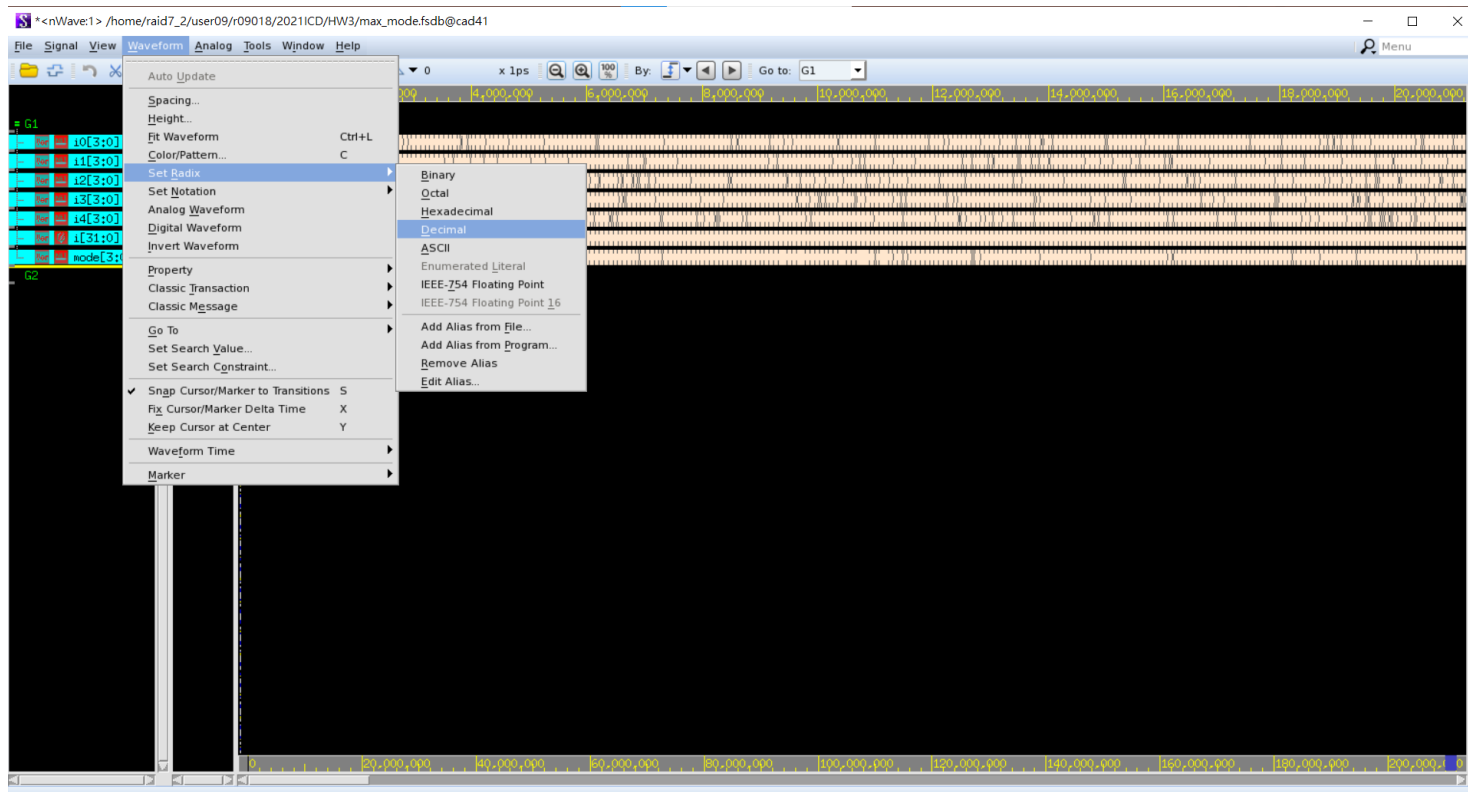 *<nWave:1> /home/raid7_2/user09/r09018/2021ICD/HW3/max_mode.fsdb@cad41
File Signal View Waveform Analog Tools Window Help Menu
0 x 1ps 100 % By: Go to: G1
4,000,000 6,000,000 8,000,000 10,000,000 12,000,000 14,000,000 16,000,000 18,000,000 20,000,000
G1
i0[3:0]
i1[3:0]
i2[3:0]
i3[3:0]
i4[3:0]
i[31:0]
mode[3:0
G2
Auto Update
Spacing...
Height...
Fit Waveform Ctrl+L
Color/Pattern... C
Set Radix
Set Notation
Analog Waveform
Digital Waveform
Invert Waveform
Property
Classic Transaction
Classic Message
Go To
Set Search Value...
Set Search Constraint...
Snap Cursor/Marker to Transitions S
Fix Cursor/Marker Delta Time X
Keep Cursor at Center Y
Waveform Time
Marker
Binary
Octal
Hexadecimal
Decimal
ASCII
Enumerated Literal
IEEE-754 Floating Point
IEEE-754 Floating Point 16
Add Alias from File...
Add Alias from Program...
Remove Alias
Edit Alias...
0 20,000,000 40,000,000 60,000,000 80,000,000 100,000,000 120,000,000 140,000,000 160,000,000 180,000,000